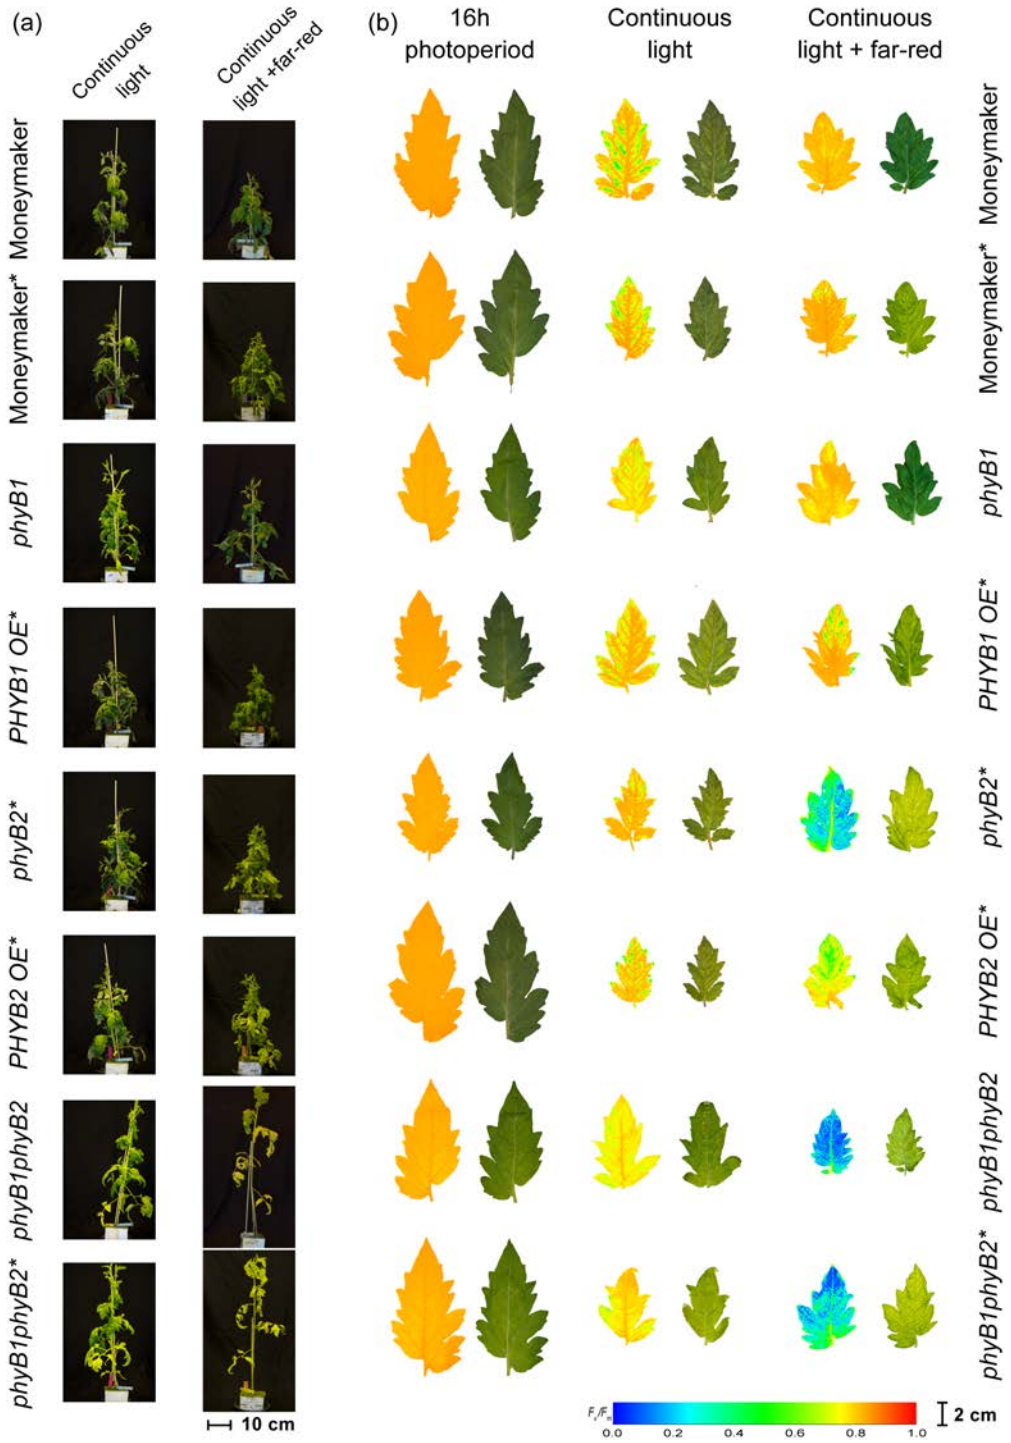 (a)
Continuous
light
Continuous
light +far-red
(b)
16h
photoperiod
Continuous
light
Continuous
light + far-red
Moneymaker
Moneymaker
Moneymaker*
Moneymaker*
phyB1
phyB1
PHYB1 OE*
PHYB1 OE*
phyB2*
phyB2*
PHYB2 OE*
PHYB2 OE*
phyB1phyB2
phyB1phyB2
phyB1phyB2*
phyB1phyB2*
10 cm
Fv/Fm
0.0 0.2 0.4 0.6 0.8 1.0
2 cm